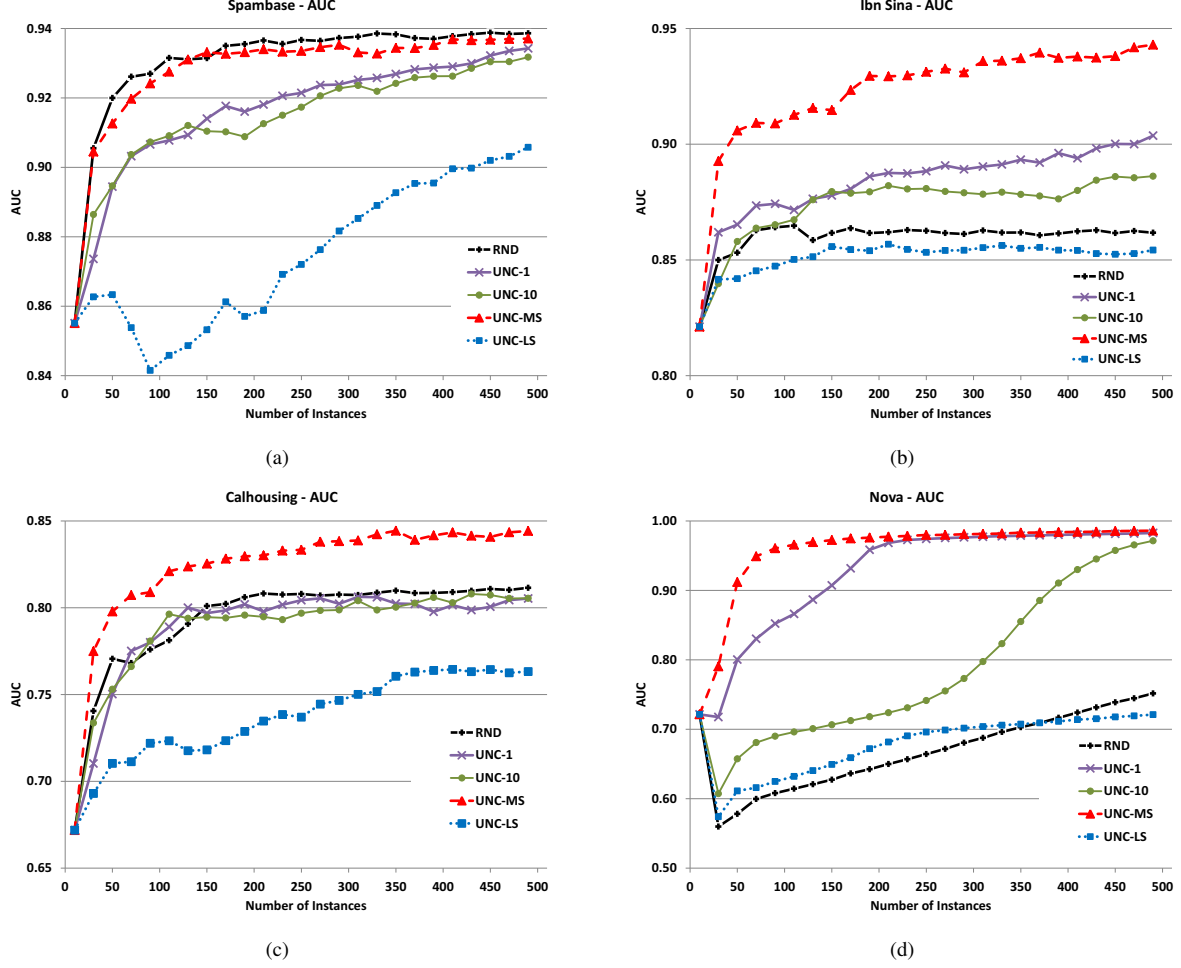 Spambase - AUC
0.94
0.92
0.90
0.88
0.86
0.84
AUC
0 50 100 150 200 250 300 350 400 450 500
Number of Instances
RND
UNC-1
UNC-10
UNC-MS
UNC-LS
(a)
Ibn Sina - AUC
0.95
0.90
0.85
0.80
AUC
0 50 100 150 200 250 300 350 400 450 500
Number of Instances
RND
UNC-1
UNC-10
UNC-MS
UNC-LS
(b)
Calhousing - AUC
0.85
0.80
0.75
0.70
0.65
AUC
0 50 100 150 200 250 300 350 400 450 500
Number of Instances
RND
UNC-1
UNC-10
UNC-MS
UNC-LS
(c)
Nova - AUC
1.00
0.90
0.80
0.70
0.60
0.50
AUC
0 50 100 150 200 250 300 350 400 450 500
Number of Instances
RND
UNC-1
UNC-10
UNC-MS
UNC-LS
(d)